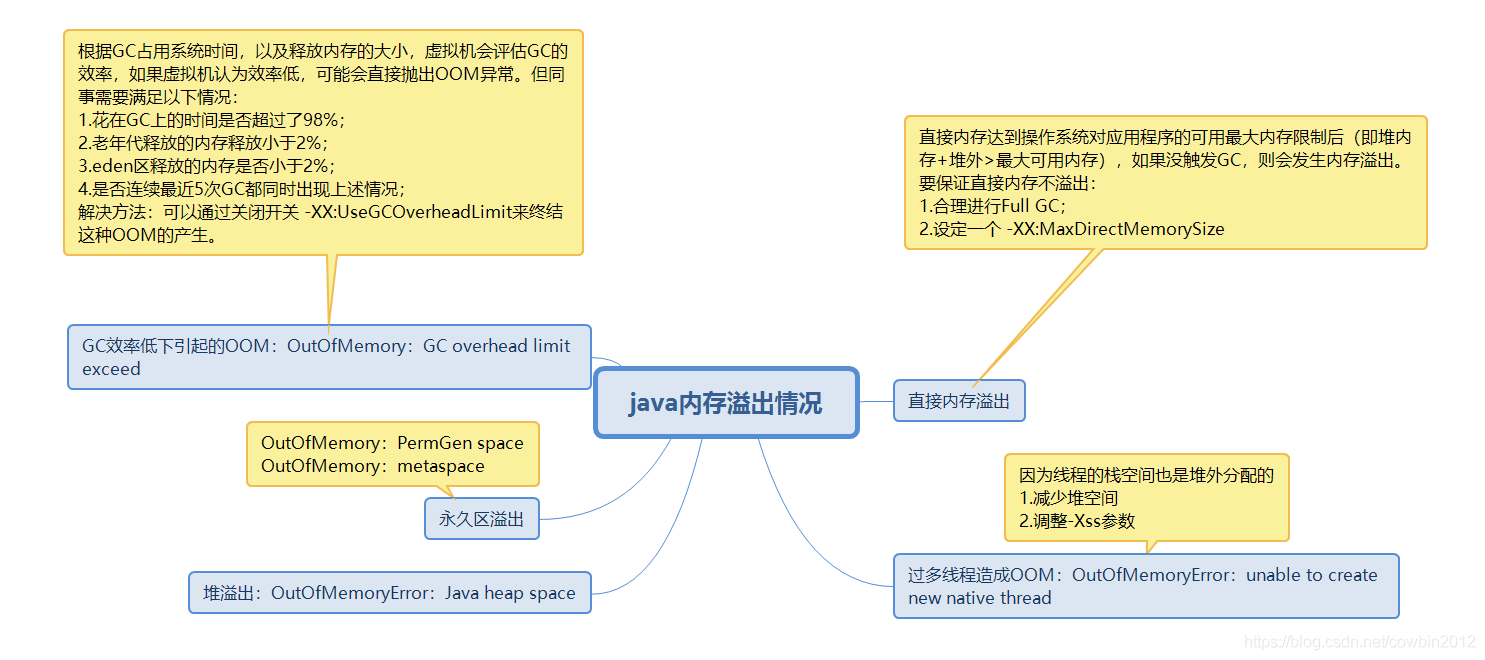 根据GC占用系统时间，以及释放内存的大小，虚拟机会评估GC的
效率，如果虚拟机认为效率低，可能会直接抛出OOM异常。但同
事需要满足以下情况：
1.花在GC上的时间是否超过了98%；
2.老年代释放的内存释放小于2%；
3.eden区释放的内存是否小于2%；
4.是否连续最近5次GC都同时出现上述情况；
解决方法：可以通过关闭开关 -XX:UseGCOverheadLimit来终结
这种OOM的产生。
直接内存达到操作系统对应用程序的可用最大内存限制后（即堆内
存+堆外>最大可用内存），如果没触发GC，则会发生内存溢出。
要保证直接内存不溢出：
1.合理进行Full GC；
2.设定一个 -XX:MaxDirectMemorySize
GC效率低下引起的OOM：OutOfMemory：GC overhead limit
exceed
java内存溢出情况
直接内存溢出
OutOfMemory：PermGen space
OutOfMemory：metaspace
永久区溢出
因为线程的栈空间也是堆外分配的
1.减少堆空间
2.调整-Xss参数
堆溢出：OutOfMemoryError：Java heap space
过多线程造成OOM：OutOfMemoryError：unable to create
new native thread
https://blog.csdn.net/cowbin2012